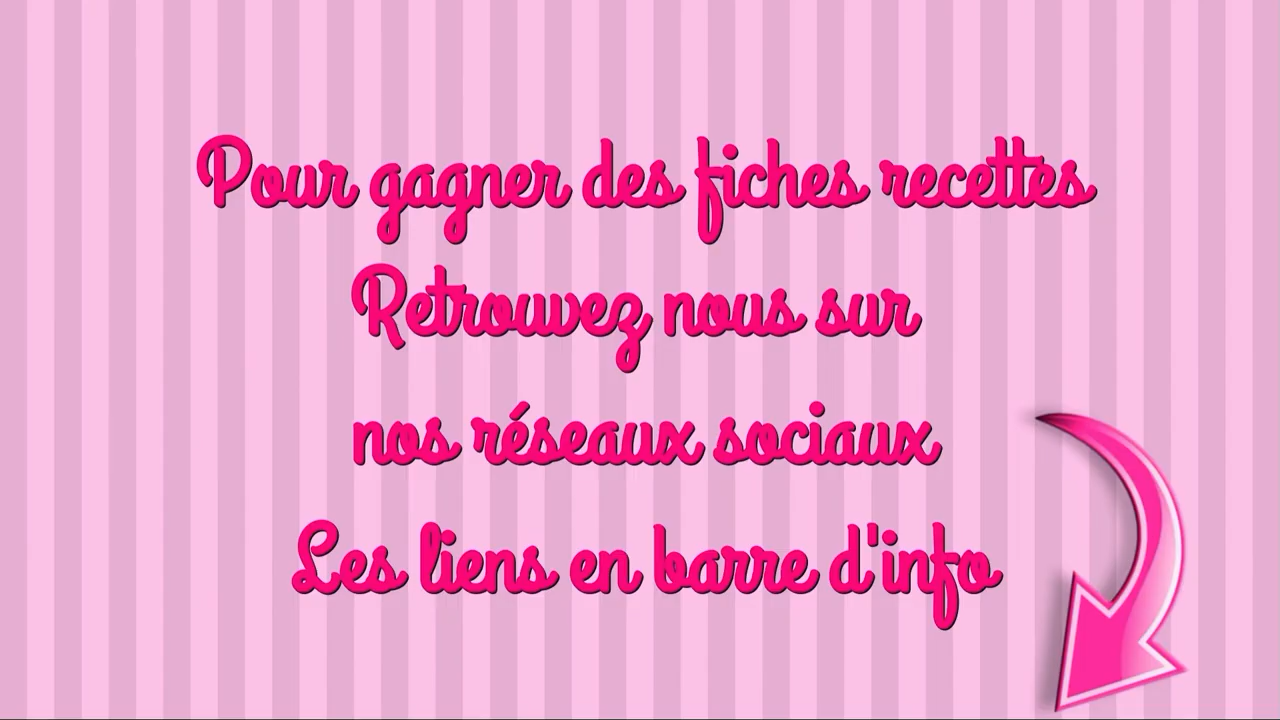 Pour gagner des fiches recettes
Retrouvez nous sur
nos réseaux sociaux
Les liens en barre d'info